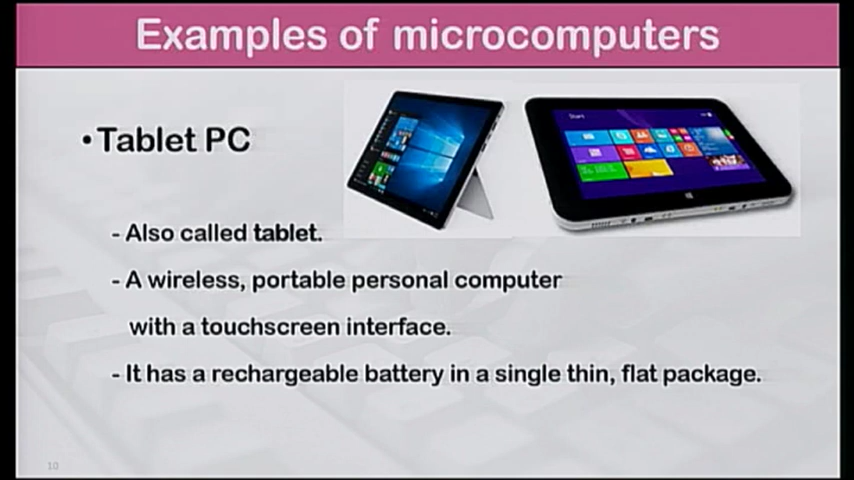 Examples of microcomputers
•Tablet PC
Start
- Also called tablet.
- A wireless, portable personal computer
with a touchscreen interface.
- It has a rechargeable battery in a single thin, flat package.
10